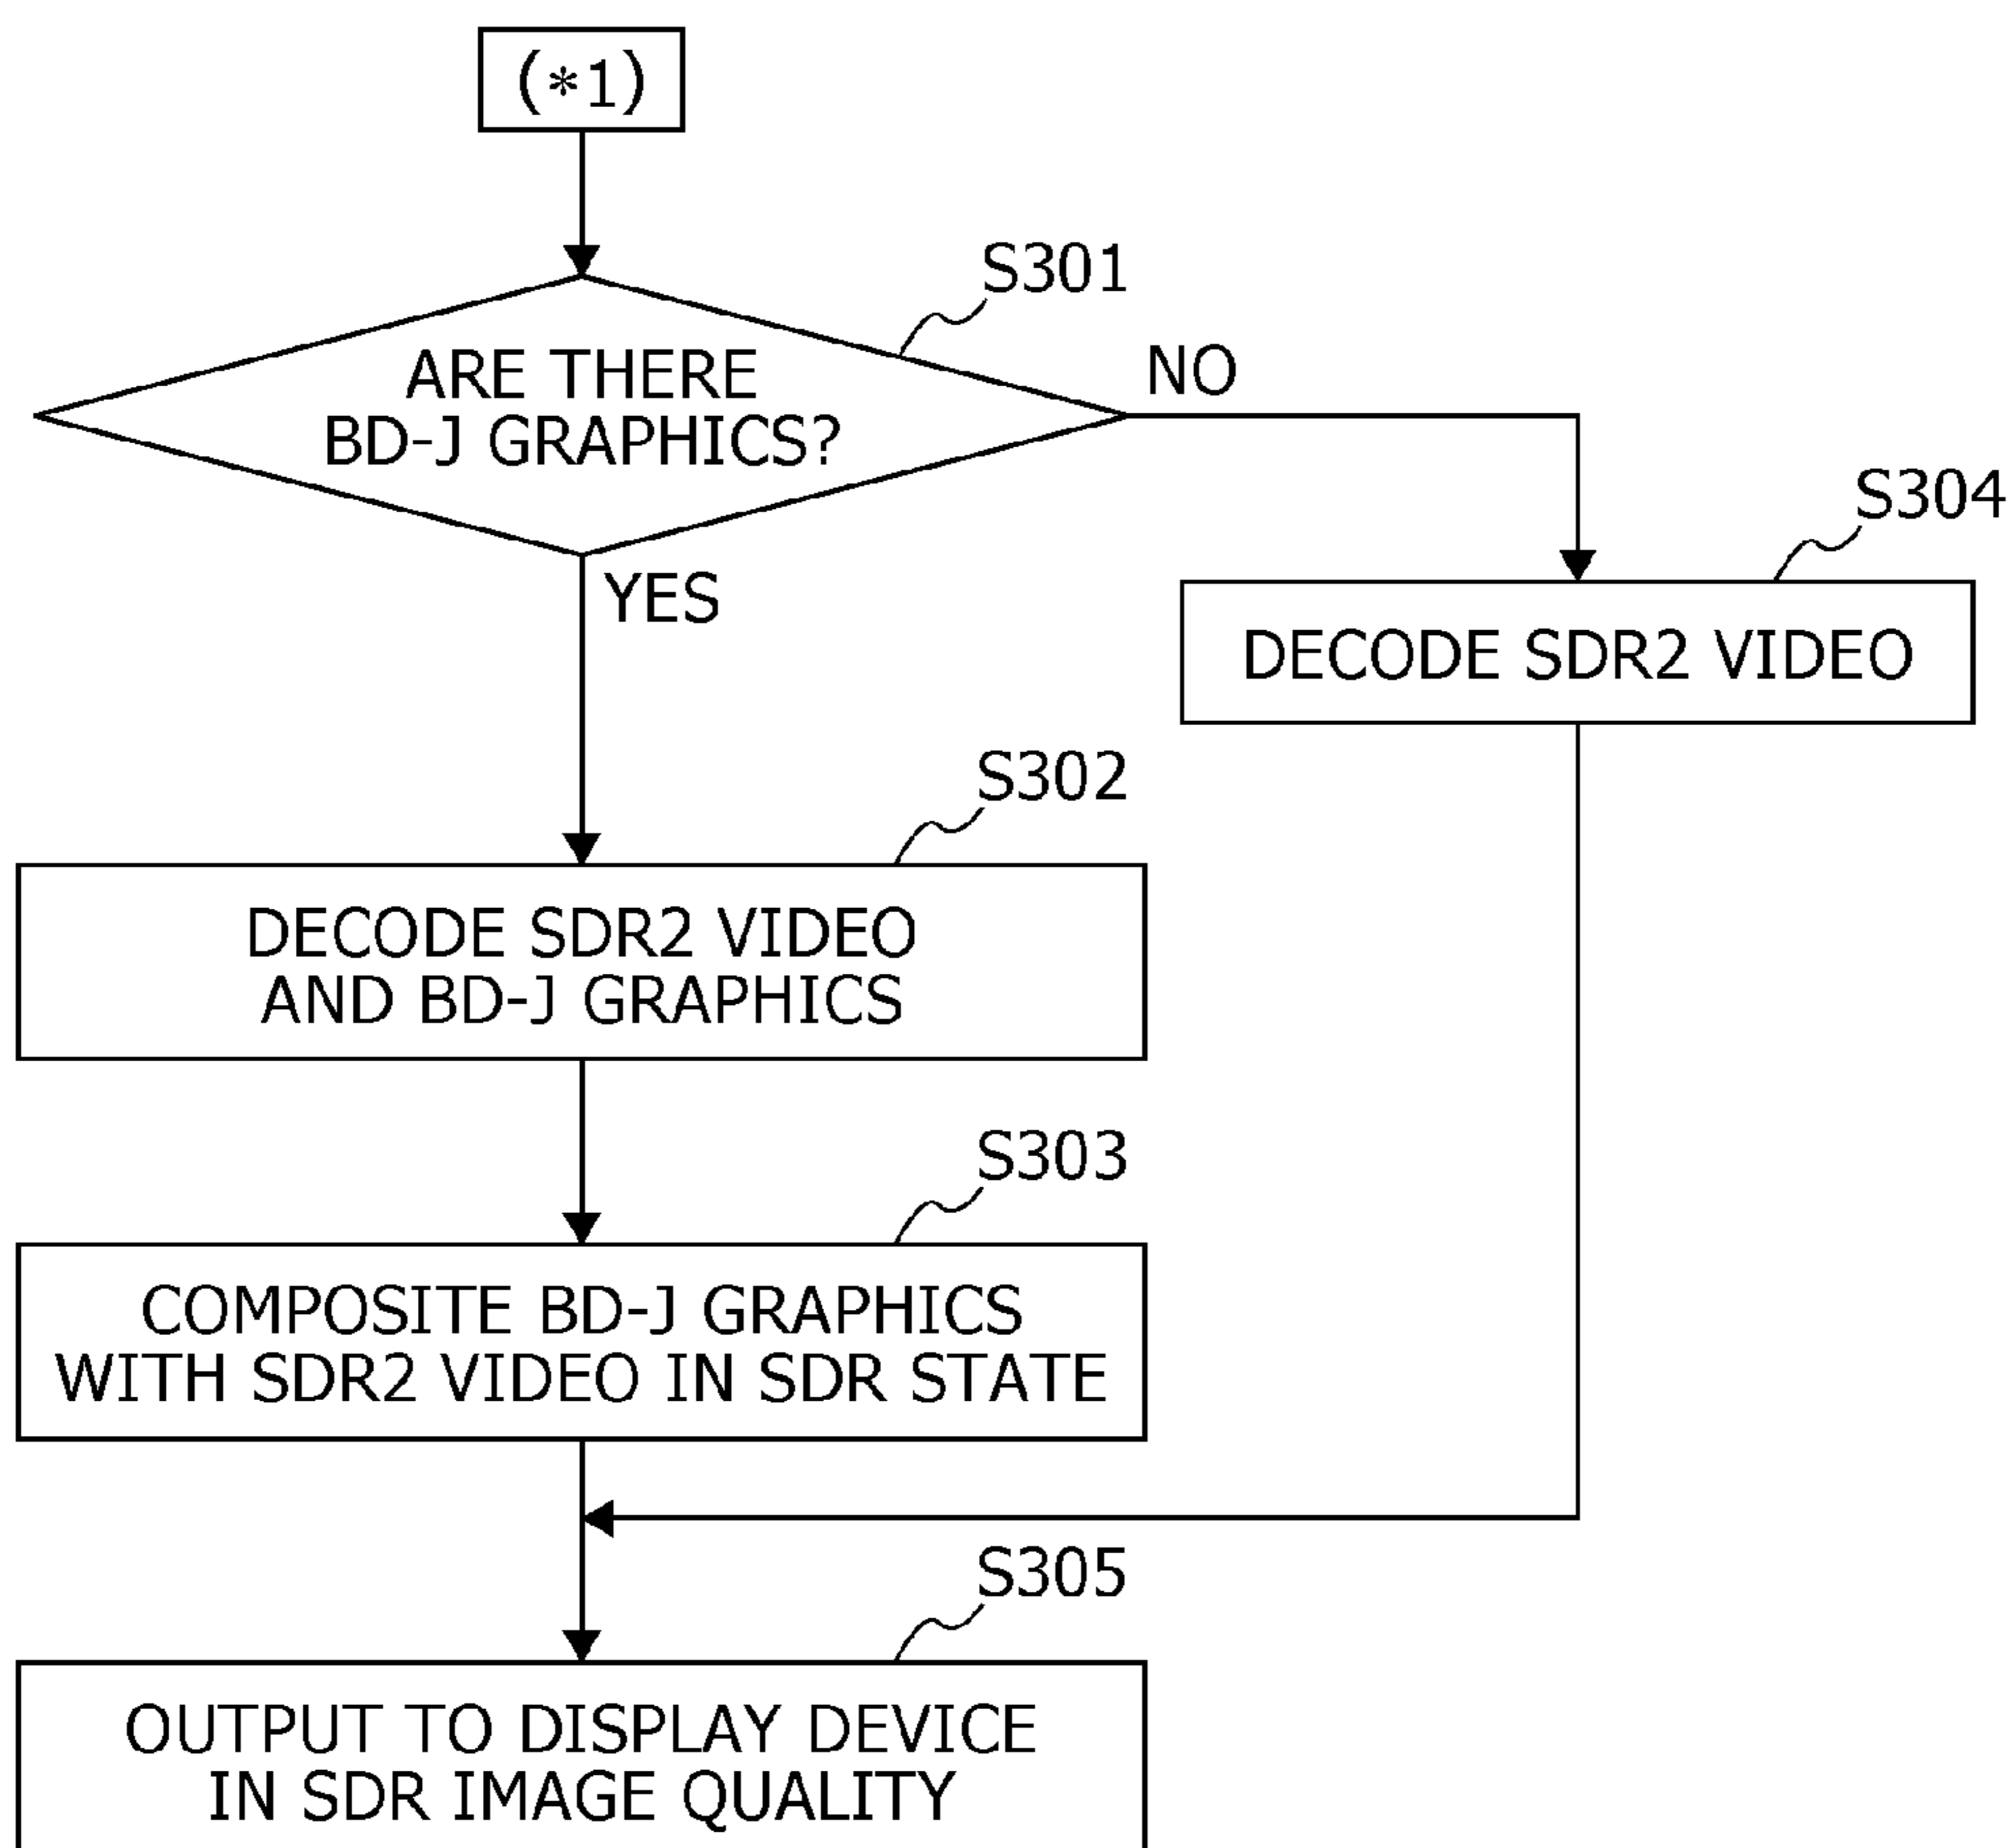 (*1)
S301
ARE THERE
BD-J GRAPHICS?
NO
YES
S304
DECODE SDR2 VIDEO
S302
DECODE SDR2 VIDEO
AND BD-J GRAPHICS
S303
COMPOSITE BD-J GRAPHICS
WITH SDR2 VIDEO IN SDR STATE
S305
OUTPUT TO DISPLAY DEVICE
IN SDR IMAGE QUALITY